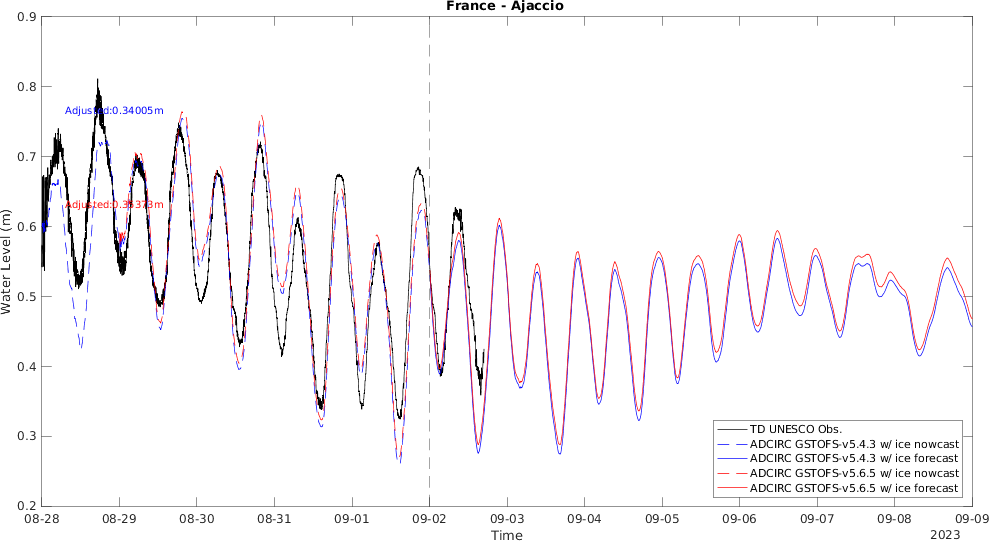 France - Ajaccio
0.9
0.8
0.7
0.6
0.5
0.4
0.3
0.2
Water Level (m)
Adjusted:0.34005m
TD UNESCO Obs.
ADCIRC GSTOFS-v5.4.3 w/ ice nowcast
ADCIRC GSTOFS-v5.4.3 w/ ice forecast
ADCIRC GSTOFS-v5.6.5 w/ ice nowcast
ADCIRC GSTOFS-v5.6.5 w/ ice forecast
08-28 08-29 08-30 08-31 09-01 09-02 09-03 09-04 09-05 09-06 09-07 09-08 09-09
Time
2023